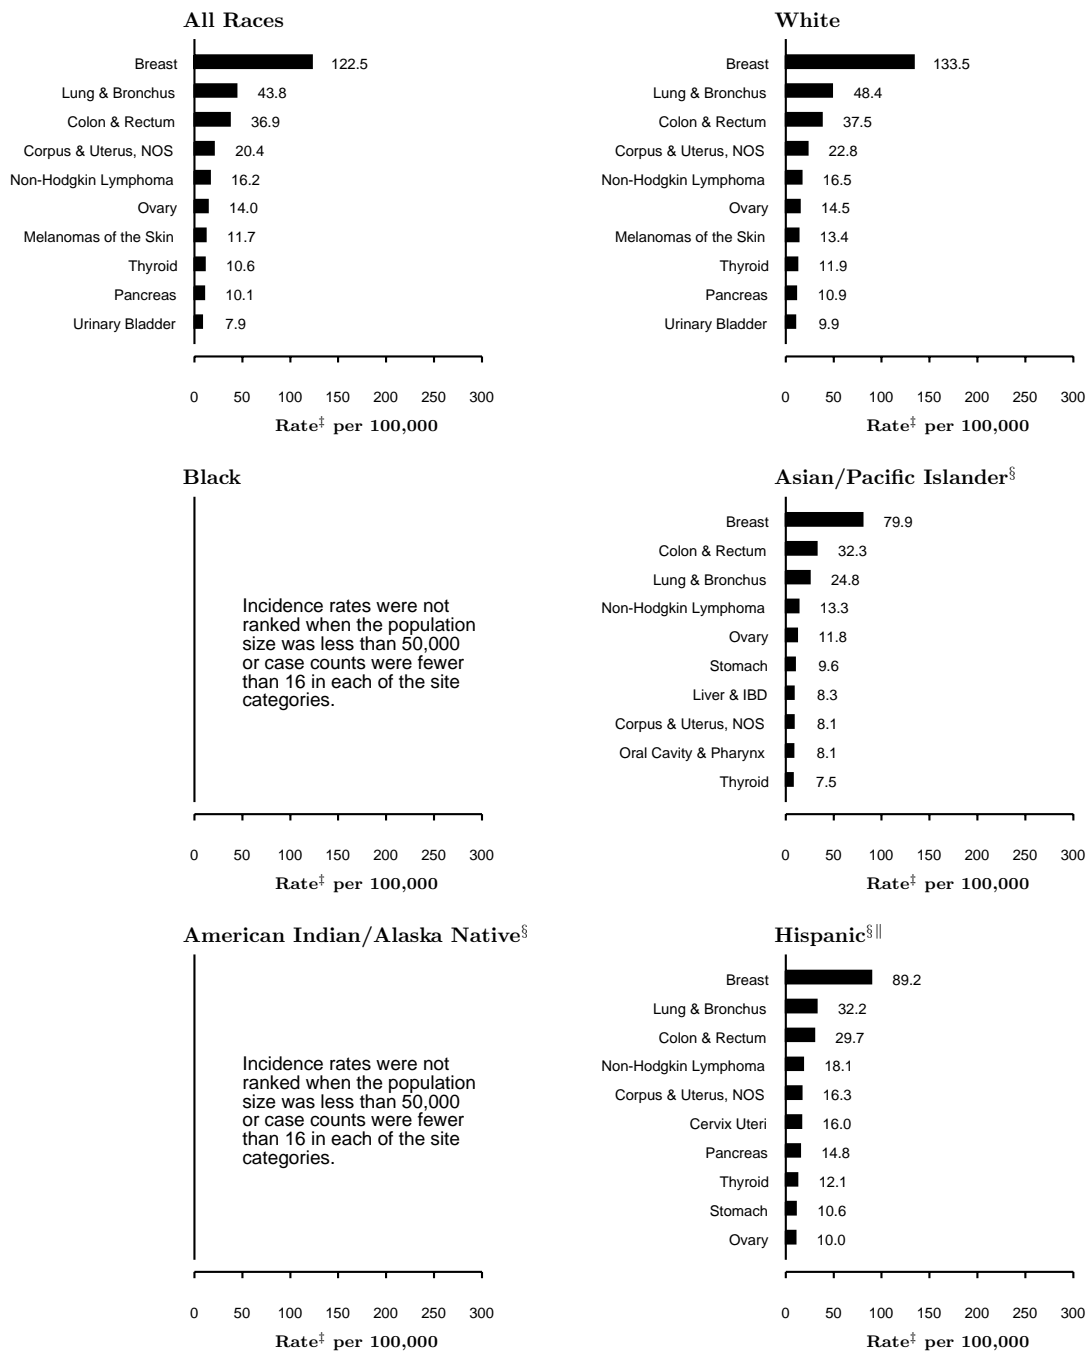 All Races
Breast 122.5
Lung & Bronchus 43.8
Colon & Rectum 36.9
Corpus & Uterus, NOS 20.4
Non-Hodgkin Lymphoma 16.2
Ovary 14.0
Melanomas of the Skin 11.7
Thyroid 10.6
Pancreas 10.1
Urinary Bladder 7.9
0 50 100 150 200 250 300
Rate‡ per 100,000
White
Breast 133.5
Lung & Bronchus 48.4
Colon & Rectum 37.5
Corpus & Uterus, NOS 22.8
Non-Hodgkin Lymphoma 16.5
Ovary 14.5
Melanomas of the Skin 13.4
Thyroid 11.9
Pancreas 10.9
Urinary Bladder 9.9
0 50 100 150 200 250 300
Rate‡ per 100,000
Black
Incidence rates were not
ranked when the population
size was less than 50,000
or case counts were fewer
than 16 in each of the site
categories.
0 50 100 150 200 250 300
Rate‡ per 100,000
Asian/Pacific Islander§
Breast 79.9
Colon & Rectum 32.3
Lung & Bronchus 24.8
Non-Hodgkin Lymphoma 13.3
Ovary 11.8
Stomach 9.6
Liver & IBD 8.3
Corpus & Uterus, NOS 8.1
Oral Cavity & Pharynx 8.1
Thyroid 7.5
0 50 100 150 200 250 300
Rate‡ per 100,000
American Indian/Alaska Native§
Incidence rates were not
ranked when the population
size was less than 50,000
or case counts were fewer
than 16 in each of the site
categories.
0 50 100 150 200 250 300
Rate‡ per 100,000
Hispanic§‖
Breast 89.2
Lung & Bronchus 32.2
Colon & Rectum 29.7
Non-Hodgkin Lymphoma 18.1
Corpus & Uterus, NOS 16.3
Cervix Uteri 16.0
Pancreas 14.8
Thyroid 12.1
Stomach 10.6
Ovary 10.0
0 50 100 150 200 250 300
Rate‡ per 100,000